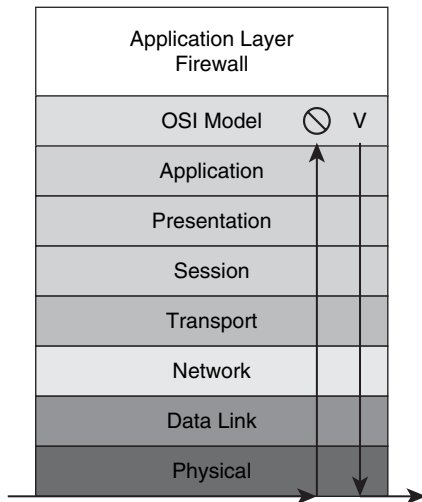 Application Layer
Firewall
OSI Model V
Application
Presentation
Session
Transport
Network
Data Link
Physical